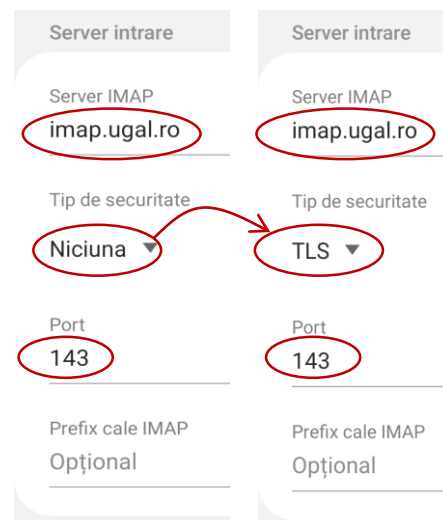 Server intrare
Server IMAP
imap.ugal.ro
Tip de securitate
Niciuna
Port
143
Prefix cale IMAP
Opțional
Server intrare
Server IMAP
imap.ugal.ro
Tip de securitate
TLS
Port
143
Prefix cale IMAP
Opțional